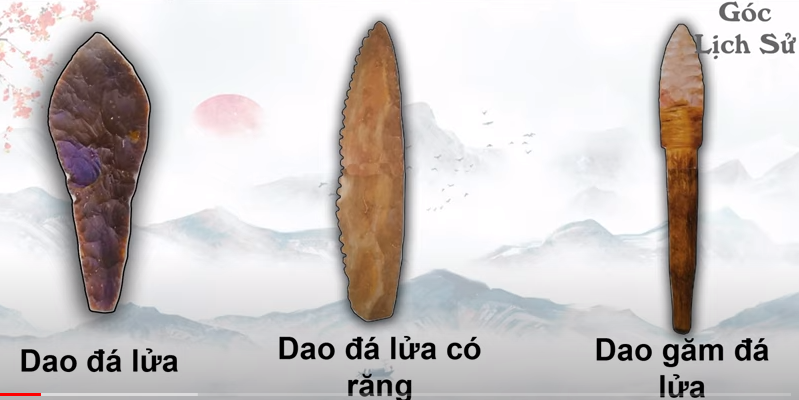 Góc
Lịch Sử
Dao đá lửa
Dao đá lửa có
răng
Dao găm đá
lửa